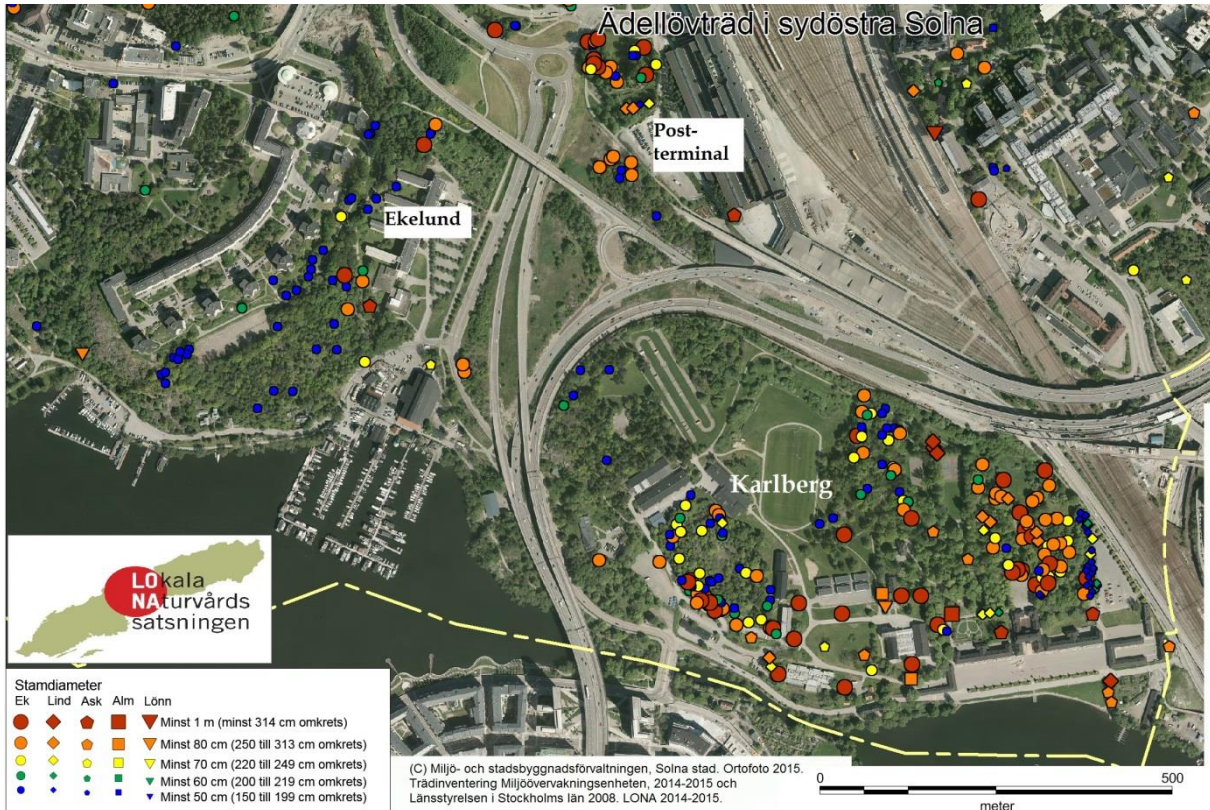 Ädellövträd i sydöstra Solna
Post-
terminal
Ekelund
Karlberg
LOkala
NAturvårds
satsningen
Stamdiameter
Ek Lind Ask Alm Lönn
Minst 1 m (minst 314 cm omkrets)
Minst 80 cm (250 till 313 cm omkrets)
Minst 70 cm (220 till 249 cm omkrets)
Minst 60 cm (200 till 219 cm omkrets)
Minst 50 cm (150 till 199 cm omkrets)
(C) Miljö- och stadsbyggnadsförvaltningen, Solna stad. Ortofoto 2015.
Trädinventering Miljöövervakningsenheten, 2014-2015 och
Länsstyrelsen i Stockholms län 2008. LONA 2014-2015.
0 500
meter